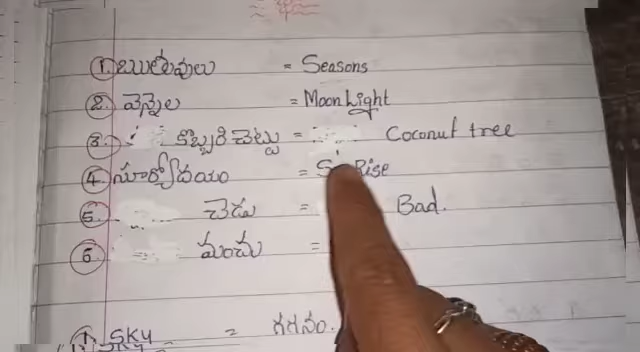 1. ఋతువులు = Seasons
2. వెన్నెల = Moon Light
3. కొబ్బరి చెట్టు = Coconut tree
4. సూర్యోదయం = Rise
5. చెడు = Bad.
6. మంచు =
1 SKY = గగనం.